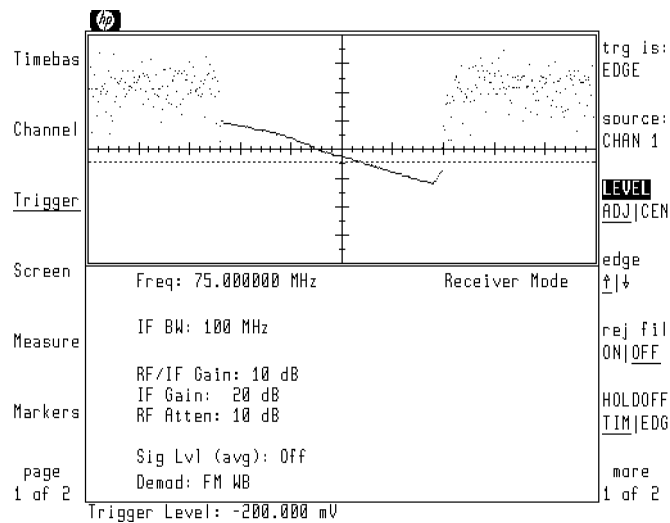 hp
Timebas
Channel
Trigger
Screen
Measure
Markers
page
1 of 2
trg is:
EDGE
source:
CHAN 1
LEVEL
ADJ|CEN
edge
↑|↓
rej fil
ON|OFF
HOLDOFF
TIM|EDG
more
1 of 2
Freq: 75.000000 MHz
Receiver Mode
IF BW: 100 MHz
RF/IF Gain: 10 dB
IF Gain: 20 dB
RF Atten: 10 dB
Sig Lvl (avg): Off
Demod: FM WB
Trigger Level: -200.000 mV